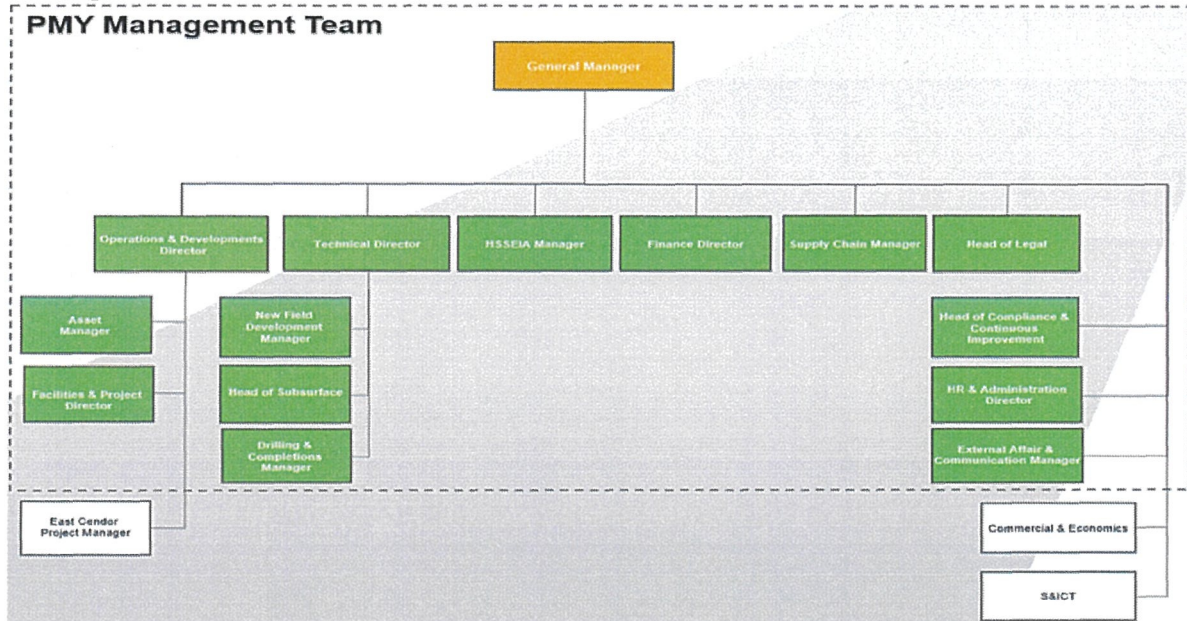 PMY Management Team
General Manager
Operations & Developments
Director
Technical Director
HSSEIA Manager
Finance Director
Supply Chain Manager
Head of Legal
Asset
Manager
New Field
Development
Manager
Head of Compliance &
Continuous
Improvement
Facilities & Project
Director
Head of Subsurface
HR & Administration
Director
Drilling &
Completions
Manager
External Affair &
Communication Manager
East Cendor
Project Manager
Commercial & Economics
S&ICT